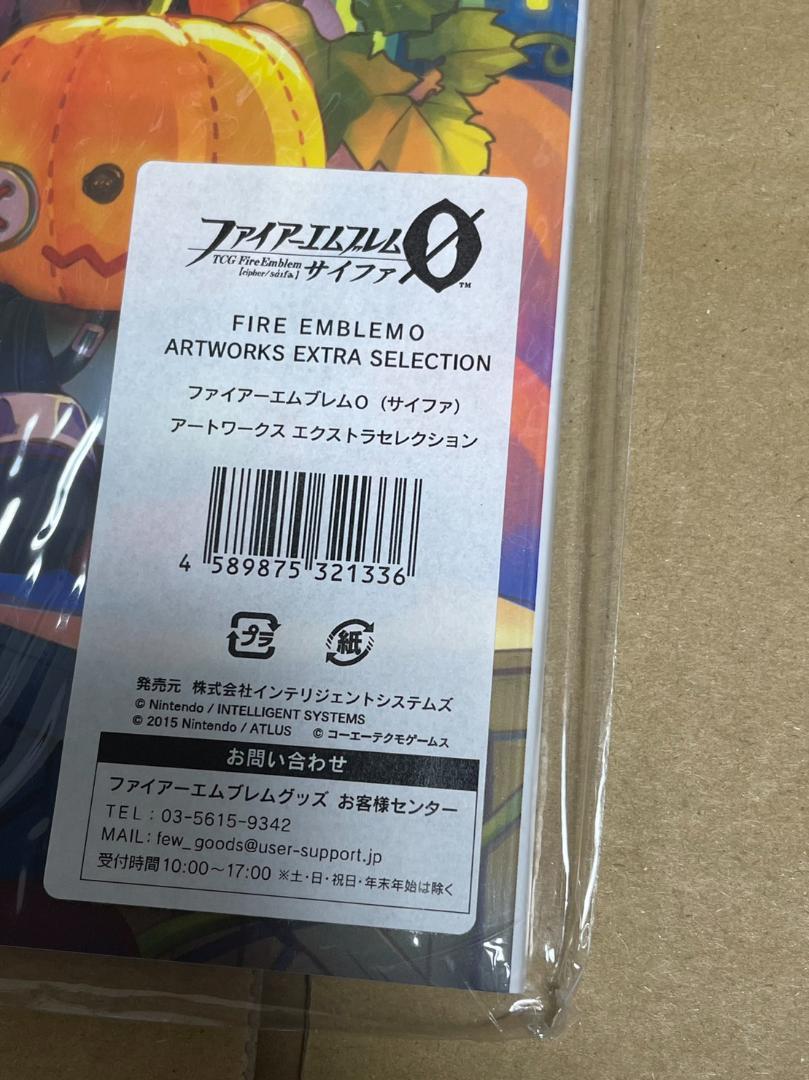 ファイアーエムブレム0
TCG FireEmblem
[cipher/sáifə]
サイファ
TM
FIRE EMBLEM0
ARTWORKS EXTRA SELECTION
ファイアーエムブレム0（サイファ）
アートワークス エクストラセレクション
4 589875 321336
プラ
紙
発売元 株式会社インテリジェントシステムズ
© Nintendo / INTELLIGENT SYSTEMS
© 2015 Nintendo / ATLUS © コーエーテクモゲームス
お問い合わせ
ファイアーエムブレムグッズ お客様センター
TEL：03-5615-9342
MAIL：few_goods@user-support.jp
受付時間10:00～17:00 ※土・日・祝日・年末年始は除く